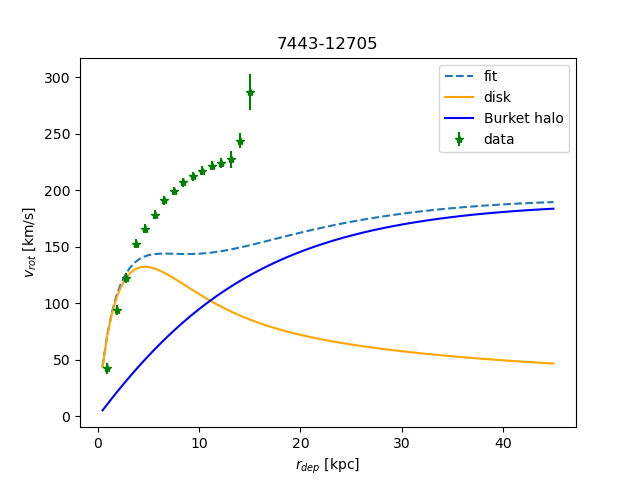 7443-12705
300
250
200
150
100
50
0
v_rot [km/s]
fit
disk
Burket halo
data
0 10 20 30 40
r_dep [kpc]